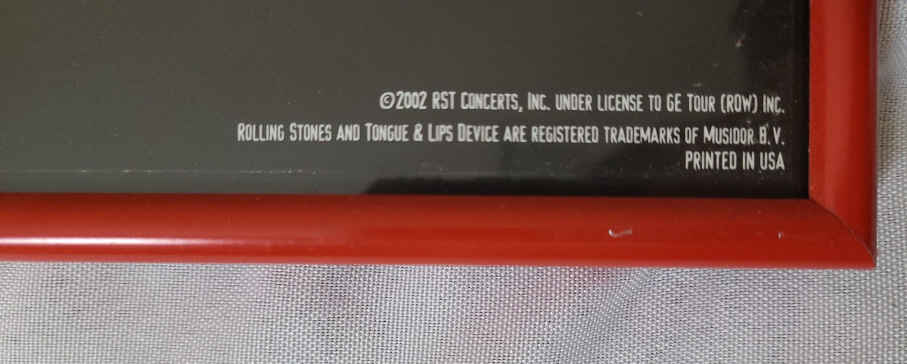 ©2002 RST CONCERTS, INC. UNDER LICENSE TO GE TOUR (ROW) INC.
ROLLING STONES AND TONGUE & LIPS DEVICE ARE REGISTERED TRADEMARKS OF MUSIDOR B.V.
PRINTED IN USA